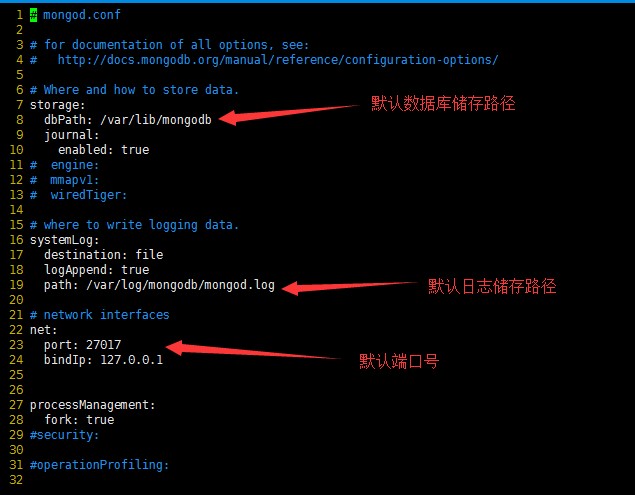 1 # mongod.conf
2
3 # for documentation of all options, see:
4 #   http://docs.mongodb.org/manual/reference/configuration-options/
5
6 # Where and how to store data.
7 storage:
默认数据库储存路径
8   dbPath: /var/lib/mongodb
9   journal:
10     enabled: true
11 #  engine:
12 #  mmapv1:
13 #  wiredTiger:
14
15 # where to write logging data.
16 systemLog:
17   destination: file
18   logAppend: true
19   path: /var/log/mongodb/mongod.log
默认日志储存路径
20
21 # network interfaces
22 net:
23   port: 27017
24   bindIp: 127.0.0.1
默认端口号
25
26
27 processManagement:
28   fork: true
29 #security:
30
31 #operationProfiling:
32